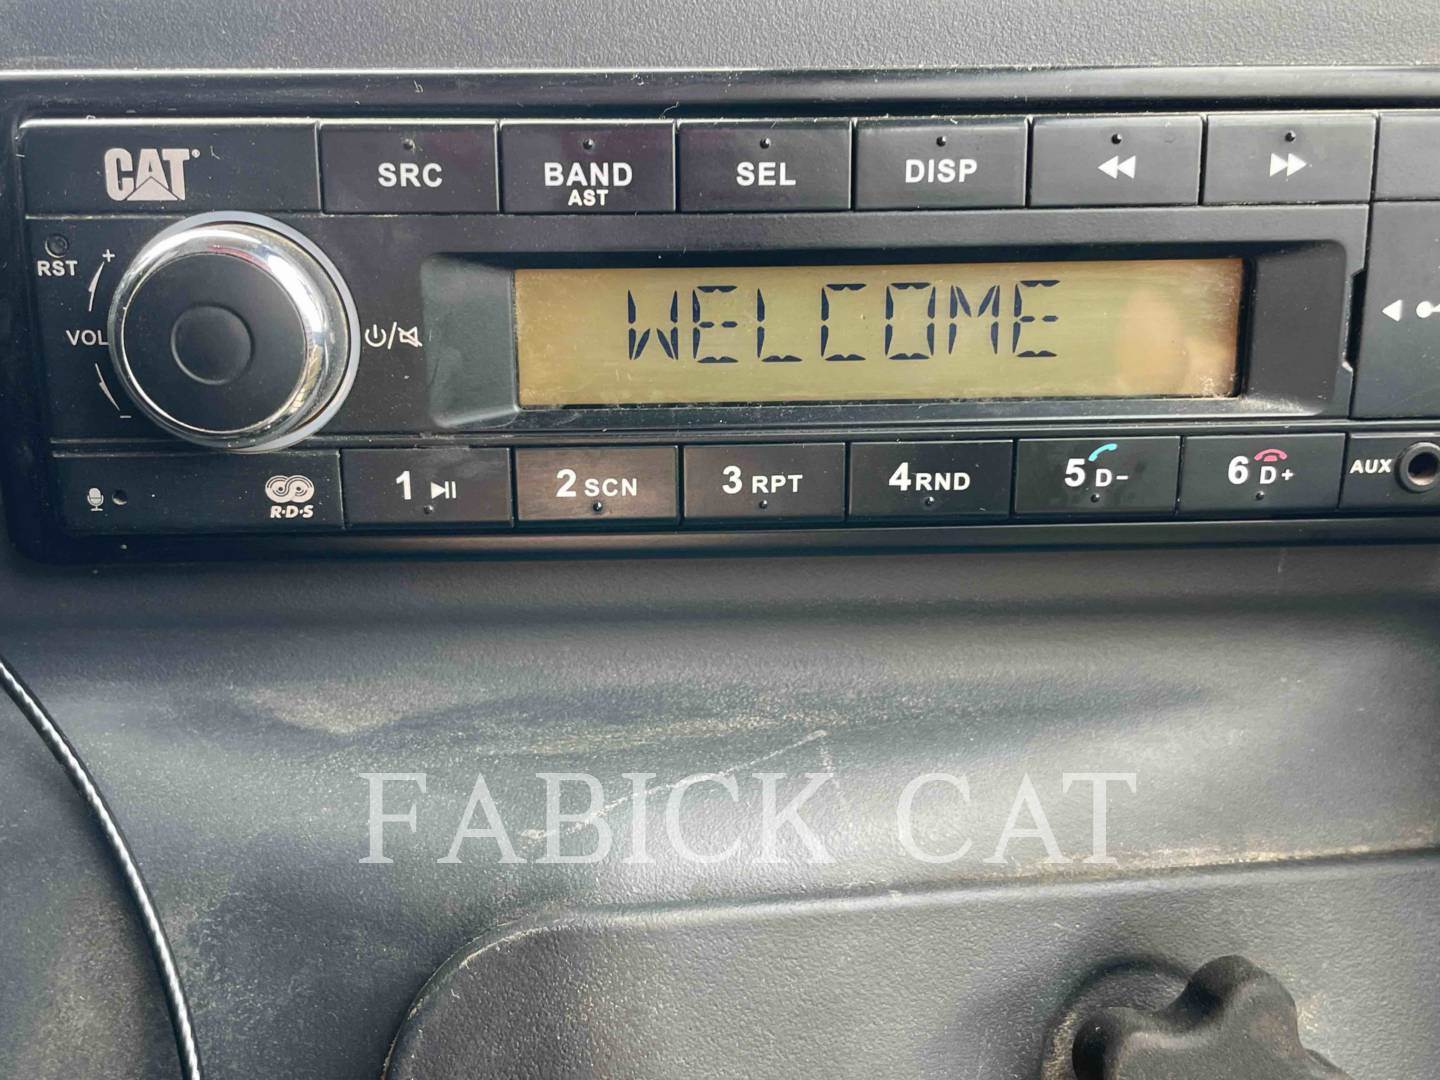 CAT® SRC BAND AST SEL DISP
RST
+
VOL
-
WELCOME
R·D·S 1 2 SCN 3 RPT 4 RND 5 D- 6 D+ AUX
FABICK CAT